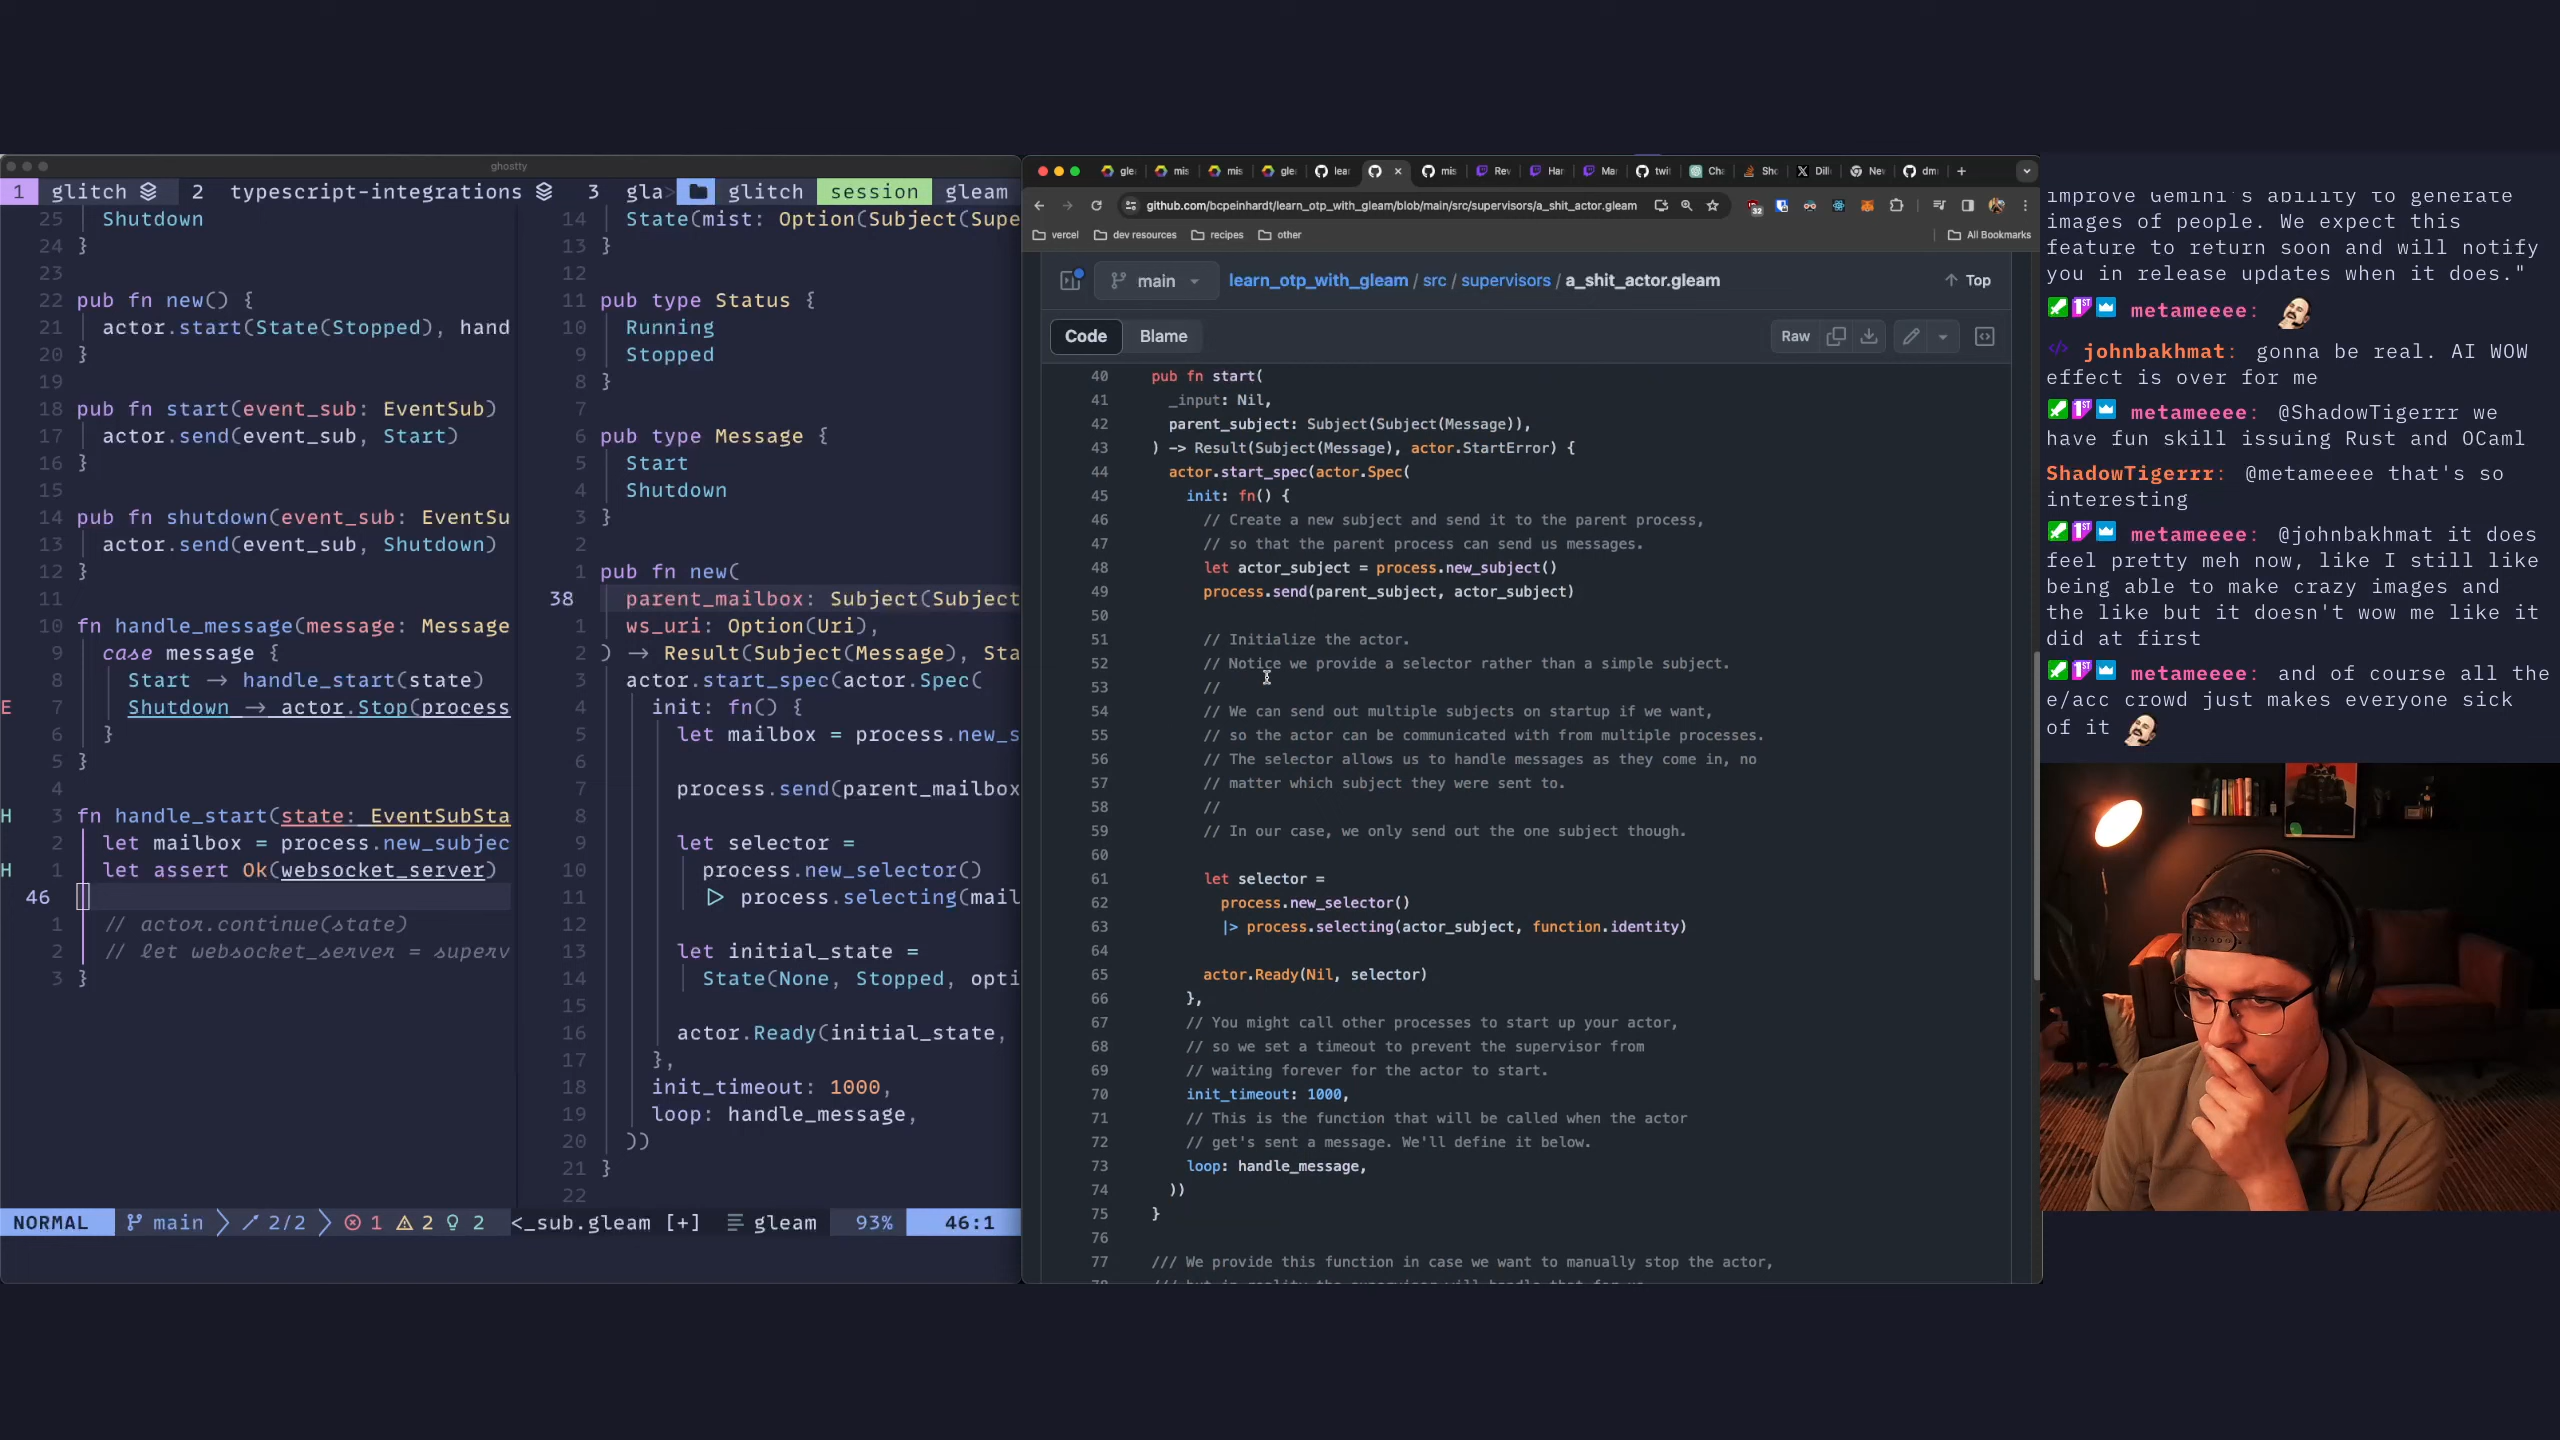 ghostty
1 glitch 2 typescript-integrations 3 gla> glitch session gleam
25 Shutdown
24 }
23
22 pub fn new() {
21 actor.start(State(Stopped), hand
20 }
19
18 pub fn start(event_sub: EventSub)
17 actor.send(event_sub, Start)
16 }
15
14 pub fn shutdown(event_sub: EventSu
13 actor.send(event_sub, Shutdown)
12 }
11
10 fn handle_message(message: Message
9 case message {
8 Start → handle_start(state)
E 7 Shutdown → actor.Stop(process
6 }
5 }
4
H 3 fn handle_start(state: EventSubSta
2 let mailbox = process.new_subjec
H 1 let assert Ok(websocket_server)
46
1 // actor.continue(state)
2 // let websocket_server = superv
3 }
14 State(mist: Option(Subject(Supe
13 }
12
11 pub type Status {
10 Running
9 Stopped
8 }
7
6 pub type Message {
5 Start
4 Shutdown
3 }
2
1 pub fn new(
38 parent_mailbox: Subject(Subject
1 ws_uri: Option(Uri),
2 ) → Result(Subject(Message), Sta
3 actor.start_spec(actor.Spec(
4 init: fn() {
5 let mailbox = process.new_s
6
7 process.send(parent_mailbox
8
9 let selector =
10 process.new_selector()
11 ▷ process.selecting(mail
12
13 let initial_state =
14 State(None, Stopped, opti
15
16 actor.Ready(initial_state,
17 },
18 init_timeout: 1000,
19 loop: handle_message,
20 ))
21 }
22
NORMAL main 2/2 1 2 2 <_sub.gleam [+] gleam 93% 46:1
gle mis mis gle lear mis Rev Har Mar twit Cha Sho Dill Nev dm
github.com/bcpeinhardt/learn_otp_with_gleam/blob/main/src/supervisors/a_shit_actor.gleam 32
vercel dev resources recipes other All Bookmarks
main learn_otp_with_gleam / src / supervisors / a_shit_actor.gleam Top
Code Blame Raw
40 pub fn start(
41 _input: Nil,
42 parent_subject: Subject(Subject(Message)),
43 ) -> Result(Subject(Message), actor.StartError) {
44 actor.start_spec(actor.Spec(
45 init: fn() {
46 // Create a new subject and send it to the parent process,
47 // so that the parent process can send us messages.
48 let actor_subject = process.new_subject()
49 process.send(parent_subject, actor_subject)
50
51 // Initialize the actor.
52 // Notice we provide a selector rather than a simple subject.
53 //
54 // We can send out multiple subjects on startup if we want,
55 // so the actor can be communicated with from multiple processes.
56 // The selector allows us to handle messages as they come in, no
57 // matter which subject they were sent to.
58 //
59 // In our case, we only send out the one subject though.
60
61 let selector =
62 process.new_selector()
63 |> process.selecting(actor_subject, function.identity)
64
65 actor.Ready(Nil, selector)
66 },
67 // You might call other processes to start up your actor,
68 // so we set a timeout to prevent the supervisor from
69 // waiting forever for the actor to start.
70 init_timeout: 1000,
71 // This is the function that will be called when the actor
72 // get's sent a message. We'll define it below.
73 loop: handle_message,
74 ))
75 }
76
77 /// We provide this function in case we want to manually stop the actor,
improve Gemini's ability to generate
images of people. We expect this
feature to return soon and will notify
you in release updates when it does."
metameeee:
johnbakhmat: gonna be real. AI WOW
effect is over for me
metameeee: @ShadowTigerrr we
have fun skill issuing Rust and OCaml
ShadowTigerrr: @metameeee that's so
interesting
metameeee: @johnbakhmat it does
feel pretty meh now, like I still like
being able to make crazy images and
the like but it doesn't wow me like it
did at first
metameeee: and of course all the
e/acc crowd just makes everyone sick
of it